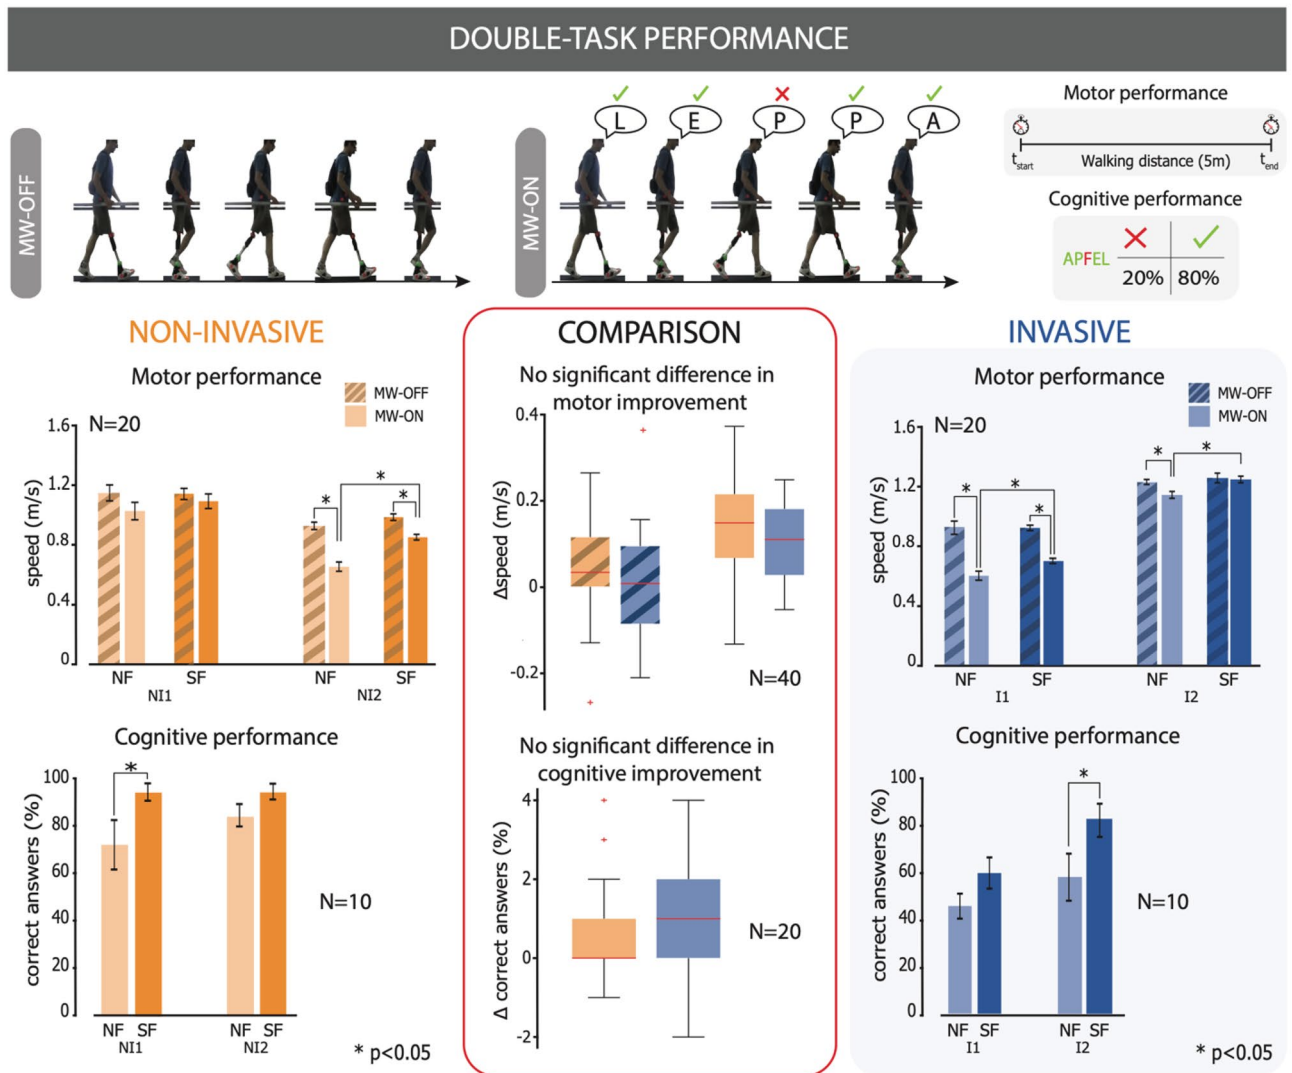 DOUBLE-TASK PERFORMANCE
MW-OFF
MW-ON
L
E
P
P
A
Motor performance
tstart
Walking distance (5m)
tend
Cognitive performance
APFEL
20%
80%
NON-INVASIVE
Motor performance
MW-OFF
MW-ON
N=20
speed (m/s)
1.6
1.2
0.8
0.4
0
*
*
*
NF
SF
NF
SF
NI1
NI2
Cognitive performance
correct answers (%)
100
80
60
40
20
0
*
N=10
NF SF
NF SF
NI1
NI2
* p<0.05
COMPARISON
No significant difference in
motor improvement
Δspeed (m/s)
0.4
0.2
0
-0.2
N=40
No significant difference in
cognitive improvement
Δ correct answers (%)
4
2
0
-2
N=20
INVASIVE
Motor performance
MW-OFF
MW-ON
N=20
speed (m/s)
1.6
1.2
0.8
0.4
0
*
*
*
*
*
NF
SF
NF
SF
I1
I2
Cognitive performance
correct answers (%)
100
80
60
40
20
0
*
N=10
NF SF
NF SF
I1
I2
* p<0.05